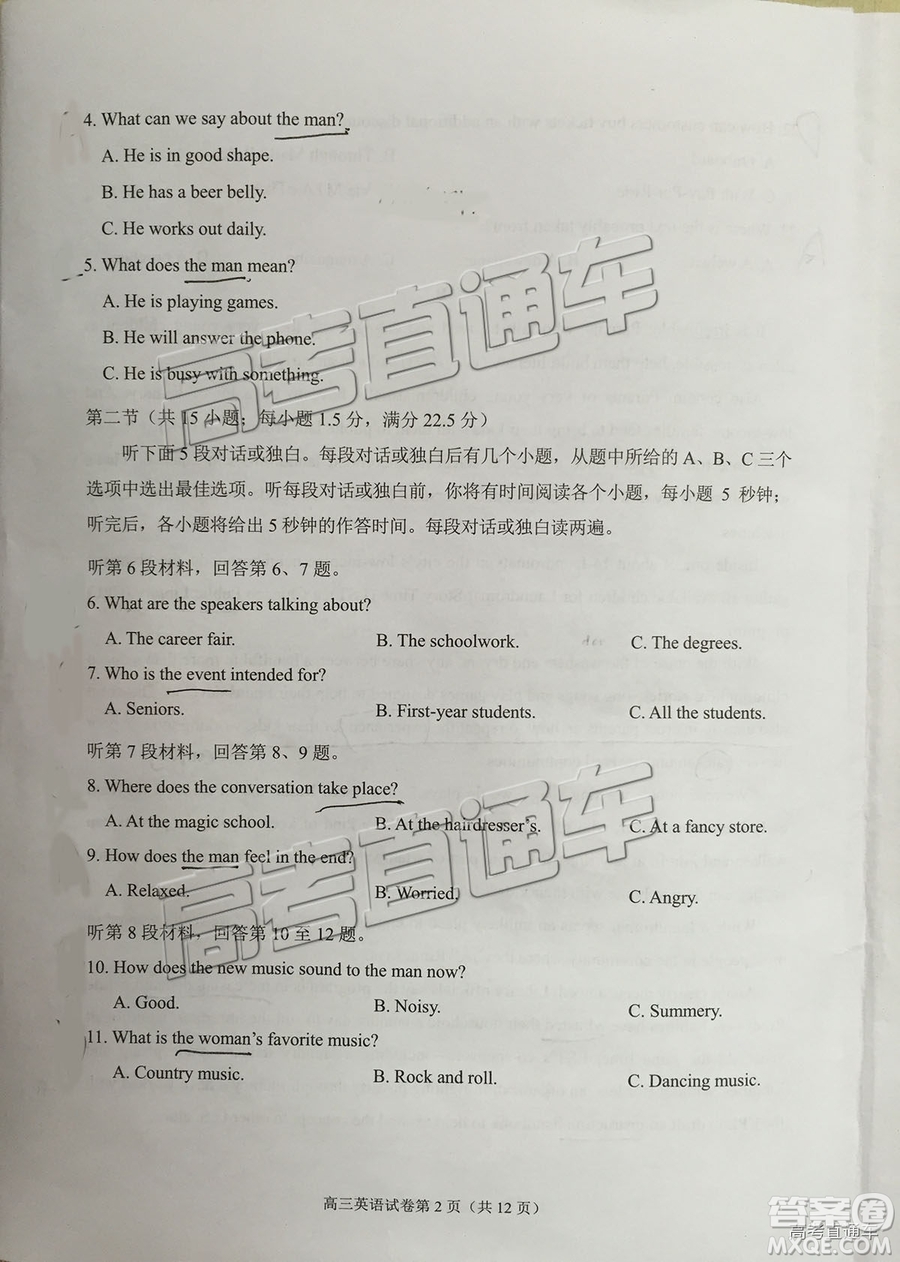 4. What can we say about the man?
A. He is in good shape.
B. He has a beer belly.
C. He works out daily.
5. What does the man mean?
A. He is playing games.
B. He will answer the phone.
C. He is busy with something.
第二节（共 15 小题；每小题 1.5 分，满分 22.5 分）
听下面 5 段对话或独白。每段对话或独白后有几个小题，从题中所给的 A、B、C 三个
选项中选出最佳选项。听每段对话或独白前，你将有时间阅读各个小题，每小题 5 秒钟；
听完后，各小题将给出 5 秒钟的作答时间。每段对话或独白读两遍。
听第 6 段材料，回答第 6、7 题。
6. What are the speakers talking about?
A. The career fair. B. The schoolwork. C. The degrees.
7. Who is the event intended for?
A. Seniors. B. First-year students. C. All the students.
听第 7 段材料，回答第 8、9 题。
8. Where does the conversation take place?
A. At the magic school. B. At the hairdresser's. C. At a fancy store.
9. How does the man feel in the end?
A. Relaxed. B. Worried. C. Angry.
听第 8 段材料，回答第 10 至 12 题。
10. How does the new music sound to the man now?
A. Good. B. Noisy. C. Summery.
11. What is the woman's favorite music?
A. Country music. B. Rock and roll. C. Dancing music.
高三英语试卷第 2 页（共 12 页）
高考直通车
高考直通车
答案卷
高考直通车
MXQE.COM